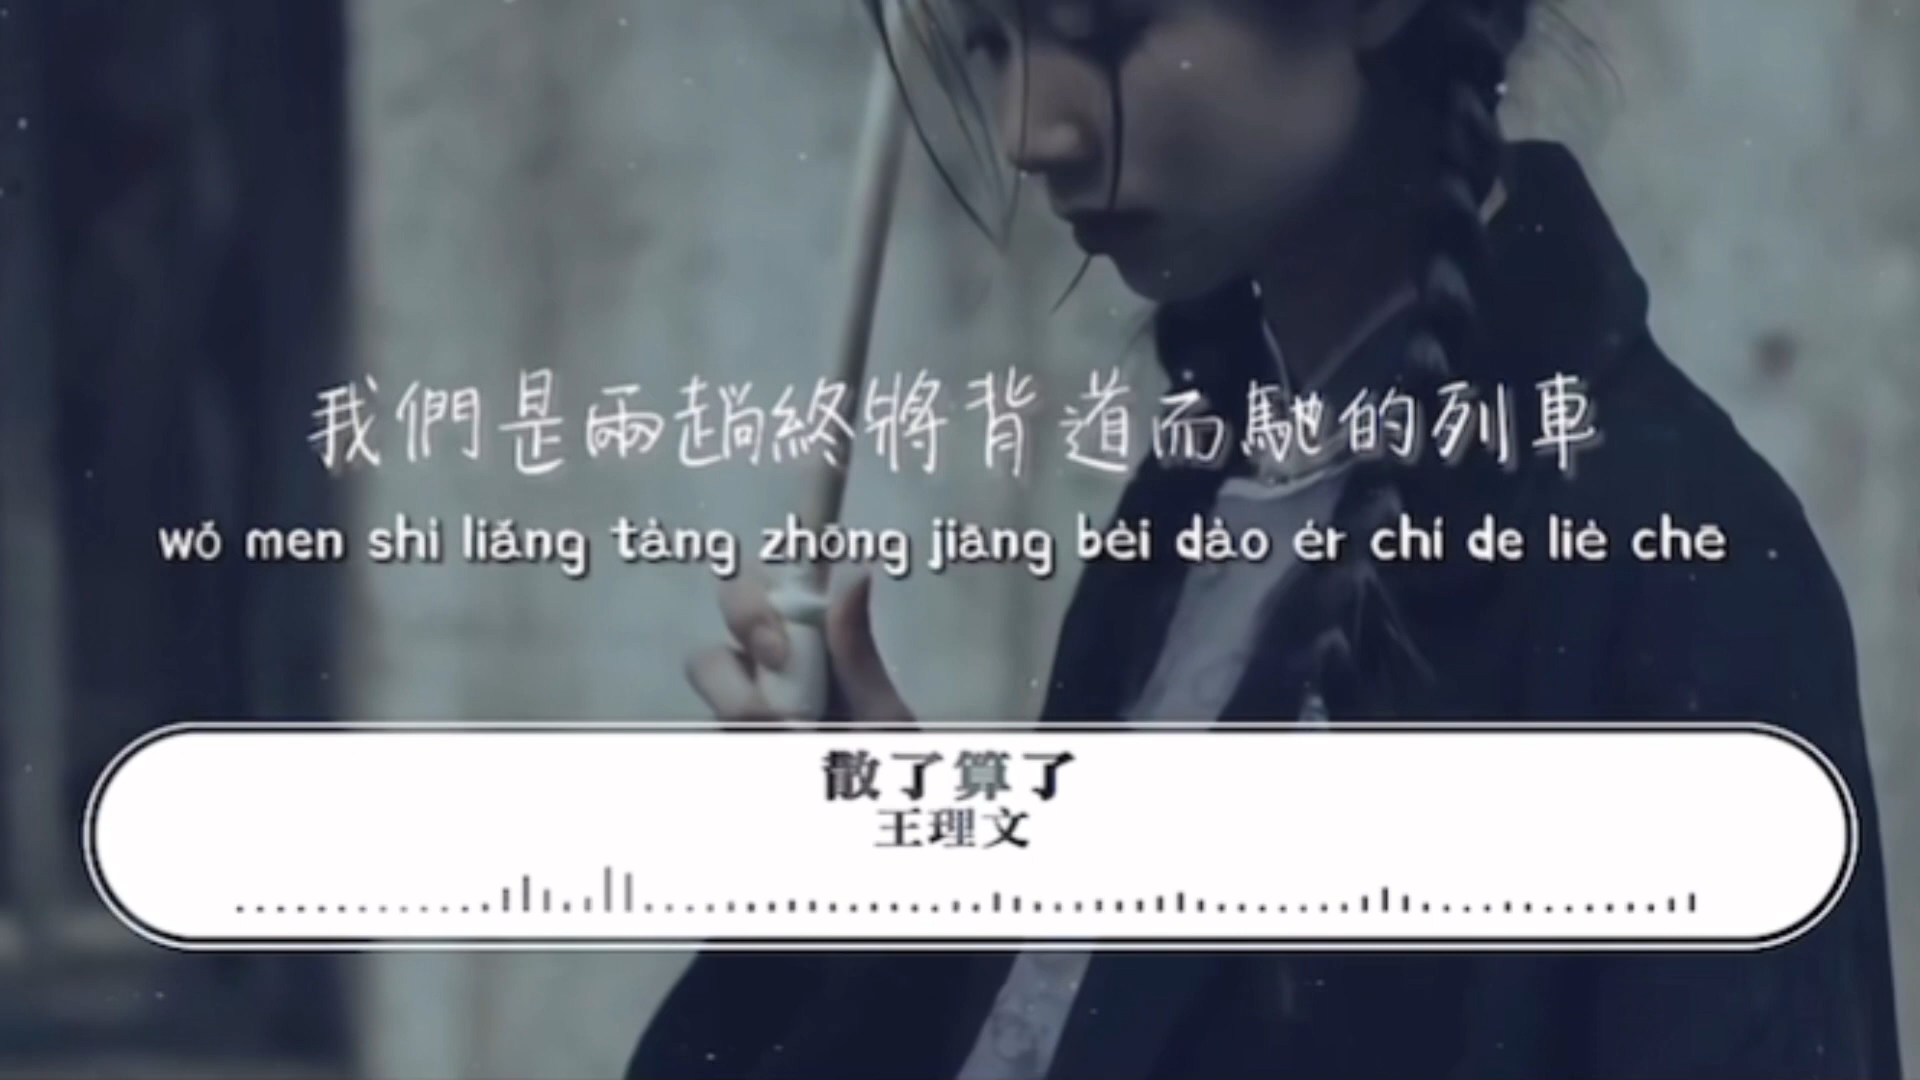 我們是兩趟終將背道而馳的列車
wǒ men shì liǎng tàng zhōng jiāng bèi dào ér chí de liè chē
散了算了
王理文